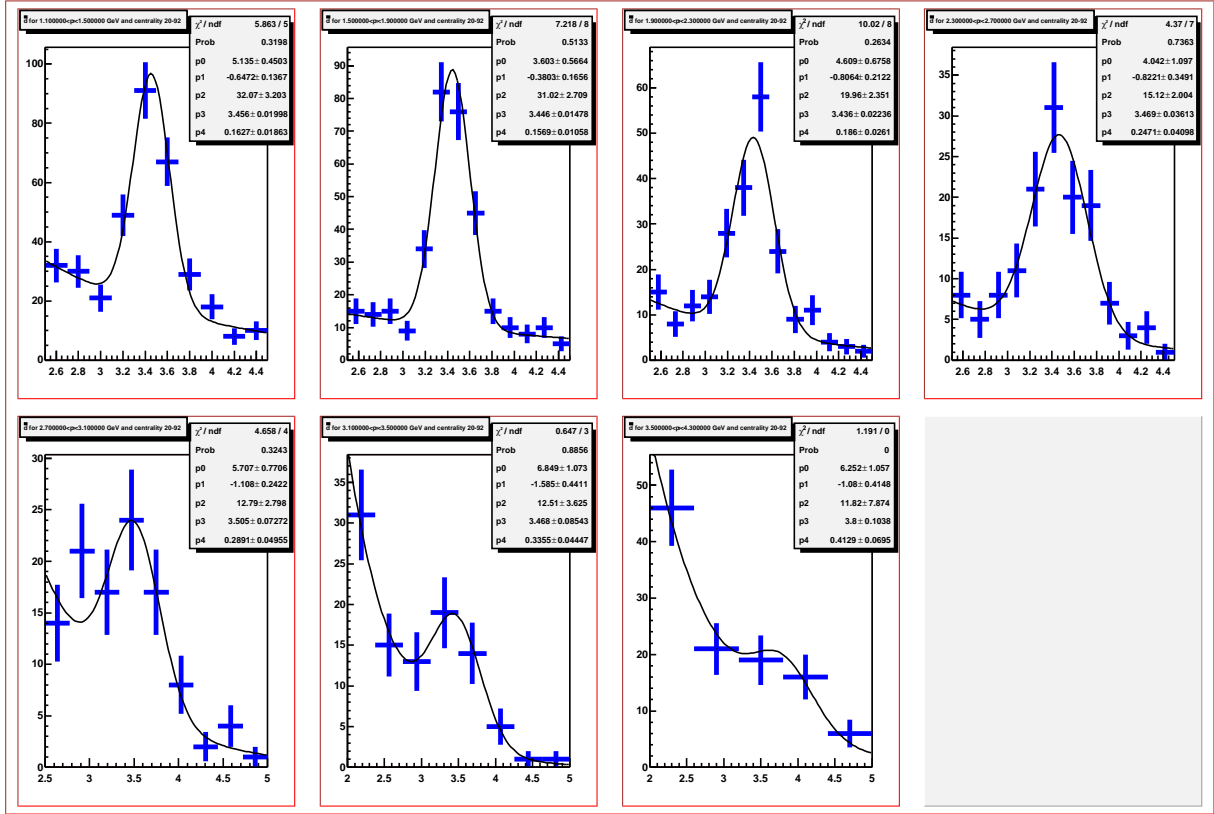 d̄ for 1.100000<p<1.500000 GeV and centrality 20-92
χ² / ndf 5.863 / 5
Prob 0.3198
p0 5.135 ± 0.4503
p1 -0.6472 ± 0.1367
p2 32.07 ± 3.203
p3 3.456 ± 0.01998
p4 0.1627 ± 0.01863
100
80
60
40
20
0
2.6 2.8 3 3.2 3.4 3.6 3.8 4 4.2 4.4
d̄ for 1.500000<p<1.900000 GeV and centrality 20-92
χ² / ndf 7.218 / 8
Prob 0.5133
p0 3.603 ± 0.5664
p1 -0.3803 ± 0.1656
p2 31.02 ± 2.709
p3 3.446 ± 0.01478
p4 0.1569 ± 0.01058
90
80
70
60
50
40
30
20
10
0
2.6 2.8 3 3.2 3.4 3.6 3.8 4 4.2 4.4
d̄ for 1.900000<p<2.300000 GeV and centrality 20-92
χ² / ndf 10.02 / 8
Prob 0.2634
p0 4.609 ± 0.6758
p1 -0.8064 ± 0.2122
p2 19.96 ± 2.351
p3 3.436 ± 0.02236
p4 0.186 ± 0.0261
60
50
40
30
20
10
0
2.6 2.8 3 3.2 3.4 3.6 3.8 4 4.2 4.4
d̄ for 2.300000<p<2.700000 GeV and centrality 20-92
χ² / ndf 4.37 / 7
Prob 0.7363
p0 4.042 ± 1.097
p1 -0.8221 ± 0.3491
p2 15.12 ± 2.004
p3 3.469 ± 0.03613
p4 0.2471 ± 0.04098
35
30
25
20
15
10
5
0
2.6 2.8 3 3.2 3.4 3.6 3.8 4 4.2 4.4
d̄ for 2.700000<p<3.100000 GeV and centrality 20-92
χ² / ndf 4.658 / 4
Prob 0.3243
p0 5.707 ± 0.7706
p1 -1.108 ± 0.2422
p2 12.79 ± 2.798
p3 3.505 ± 0.07272
p4 0.2891 ± 0.04955
30
25
20
15
10
5
0
2.5 3 3.5 4 4.5 5
d̄ for 3.100000<p<3.500000 GeV and centrality 20-92
χ² / ndf 0.647 / 3
Prob 0.8856
p0 6.849 ± 1.073
p1 -1.585 ± 0.4411
p2 12.51 ± 3.625
p3 3.468 ± 0.08543
p4 0.3355 ± 0.04447
35
30
25
20
15
10
5
0
2 2.5 3 3.5 4 4.5 5
d̄ for 3.500000<p<4.300000 GeV and centrality 20-92
χ² / ndf 1.191 / 0
Prob 0
p0 6.252 ± 1.057
p1 -1.08 ± 0.4148
p2 11.82 ± 7.874
p3 3.8 ± 0.1038
p4 0.4129 ± 0.0695
50
40
30
20
10
0
2 2.5 3 3.5 4 4.5 5